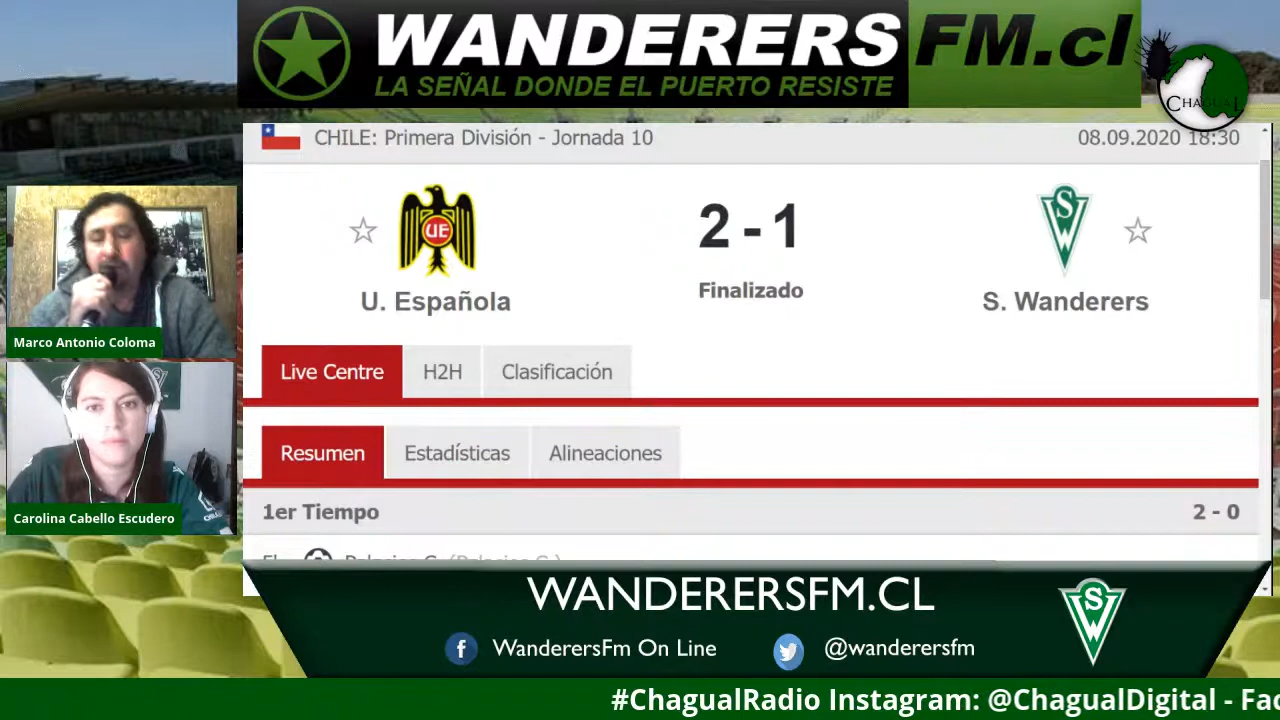 WANDERERS FM.cl
LA SEÑAL DONDE EL PUERTO RESISTE
CHAGUAL
CHILE: Primera División - Jornada 10
08.09.2020 18:30
UE
S
W
2 - 1
Finalizado
U. Española
S. Wanderers
Marco Antonio Coloma
Live Centre
H2H
Clasificación
Resumen
Estadísticas
Alineaciones
1er Tiempo
2 - 0
Carolina Cabello Escudero
WANDERERSFM.CL
S
W
f WanderersFm On Line
@wanderersfm
#ChagualRadio Instagram: @ChagualDigital - Fac